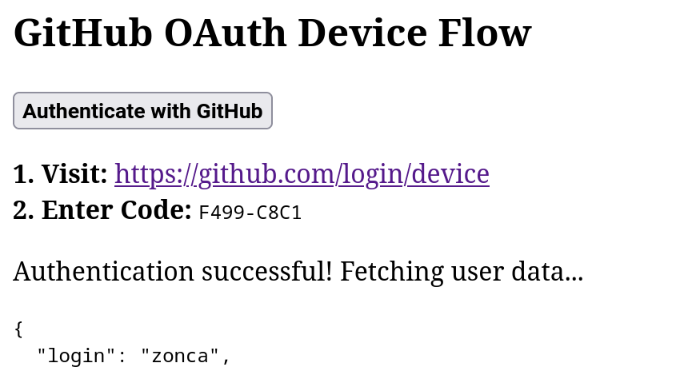 GitHub OAuth Device Flow
Authenticate with GitHub
1. Visit: https://github.com/login/device
2. Enter Code: F499-C8C1
Authentication successful! Fetching user data...
{
  "login": "zonca",